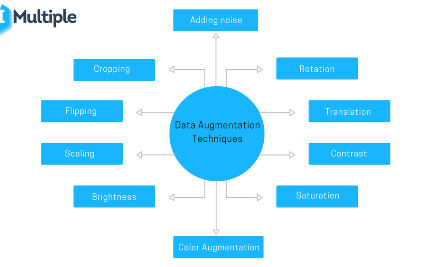 Multiple
Adding noise
Cropping
Rotation
Flipping
Translation
Data Augmentation
Techniques
Scaling
Contrast
Brightness
Saturation
Color Augmentation